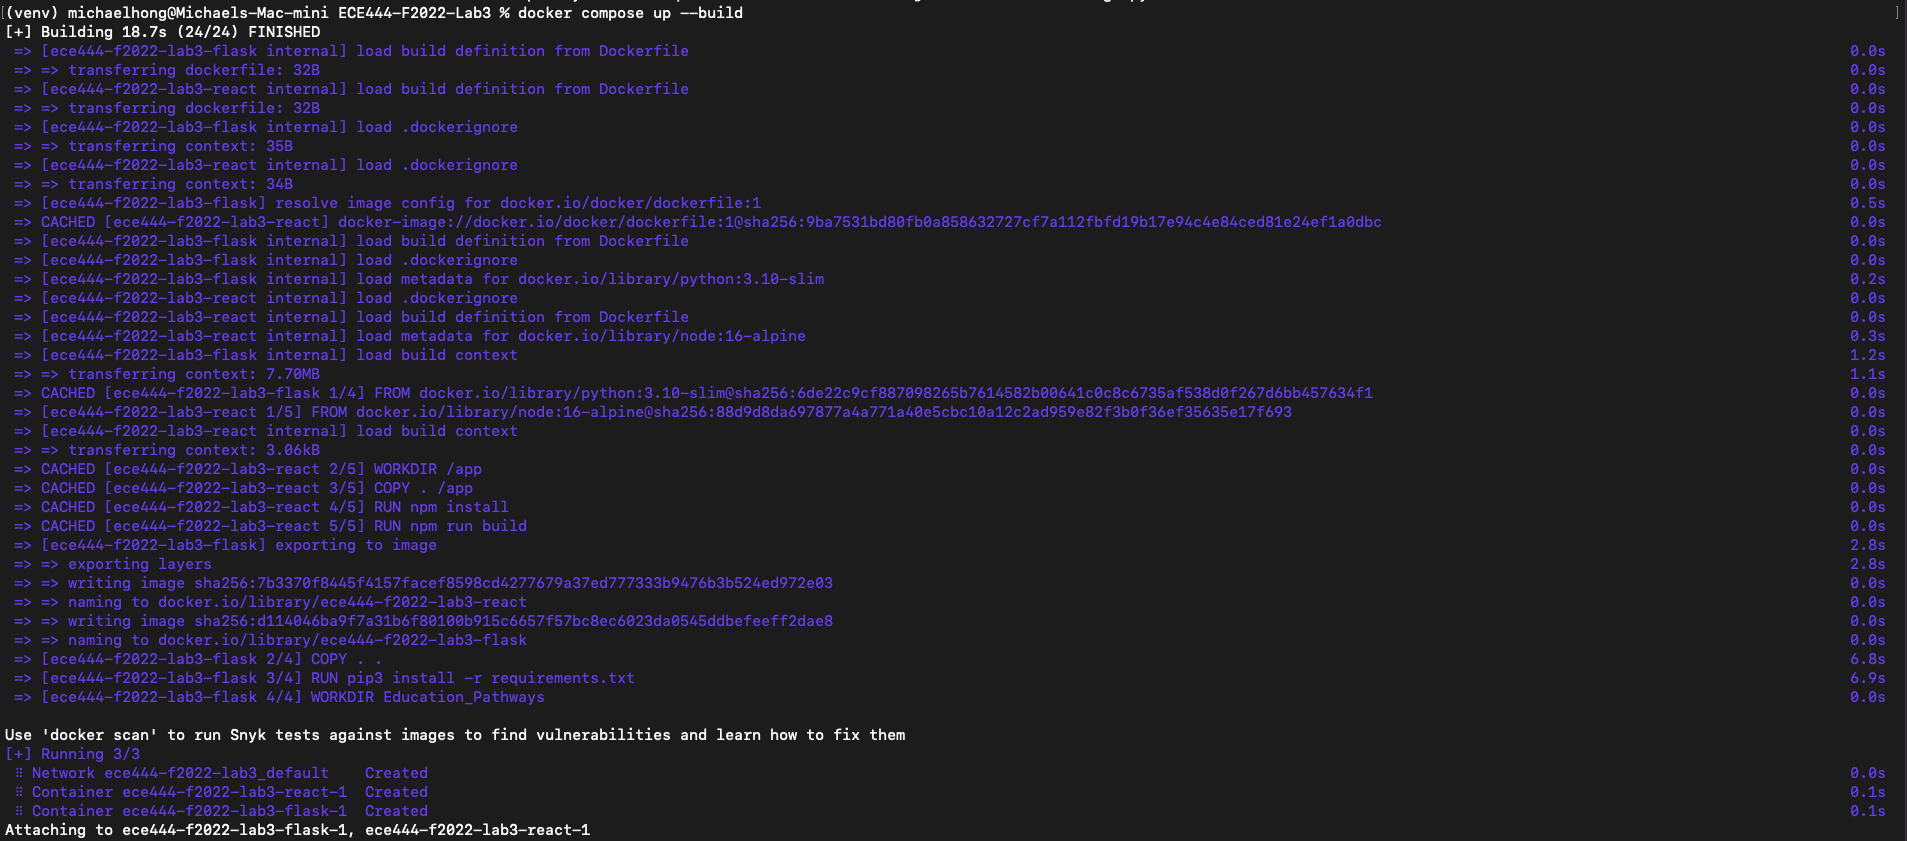 (venv) michaelhong@Michaels-Mac-mini ECE444-F2022-Lab3 % docker compose up --build
[+] Building 18.7s (24/24) FINISHED
=> [ece444-f2022-lab3-flask internal] load build definition from Dockerfile 0.0s
=> => transferring dockerfile: 32B 0.0s
=> [ece444-f2022-lab3-react internal] load build definition from Dockerfile 0.0s
=> => transferring dockerfile: 32B 0.0s
=> [ece444-f2022-lab3-flask internal] load .dockerignore 0.0s
=> => transferring context: 35B 0.0s
=> [ece444-f2022-lab3-react internal] load .dockerignore 0.0s
=> => transferring context: 34B 0.0s
=> [ece444-f2022-lab3-flask] resolve image config for docker.io/docker/dockerfile:1 0.5s
=> CACHED [ece444-f2022-lab3-react] docker-image://docker.io/docker/dockerfile:1@sha256:9ba7531bd80fb0a858632727cf7a112fbfd19b17e94c4e84ced81e24ef1a0dbc 0.0s
=> [ece444-f2022-lab3-flask internal] load build definition from Dockerfile 0.0s
=> [ece444-f2022-lab3-flask internal] load .dockerignore 0.0s
=> [ece444-f2022-lab3-flask internal] load metadata for docker.io/library/python:3.10-slim 0.2s
=> [ece444-f2022-lab3-react internal] load .dockerignore 0.0s
=> [ece444-f2022-lab3-react internal] load build definition from Dockerfile 0.0s
=> [ece444-f2022-lab3-react internal] load metadata for docker.io/library/node:16-alpine 0.3s
=> [ece444-f2022-lab3-flask internal] load build context 1.2s
=> => transferring context: 7.70MB 1.1s
=> CACHED [ece444-f2022-lab3-flask 1/4] FROM docker.io/library/python:3.10-slim@sha256:6de22c9cf887098265b7614582b00641c0c8c6735af538d0f267d6bb457634f1 0.0s
=> [ece444-f2022-lab3-react 1/5] FROM docker.io/library/node:16-alpine@sha256:88d9d8da697877a4a771a40e5cbc10a12c2ad959e82f3b0f36ef35635e17f693 0.0s
=> [ece444-f2022-lab3-react internal] load build context 0.0s
=> => transferring context: 3.06kB 0.0s
=> CACHED [ece444-f2022-lab3-react 2/5] WORKDIR /app 0.0s
=> CACHED [ece444-f2022-lab3-react 3/5] COPY . /app 0.0s
=> CACHED [ece444-f2022-lab3-react 4/5] RUN npm install 0.0s
=> CACHED [ece444-f2022-lab3-react 5/5] RUN npm run build 0.0s
=> [ece444-f2022-lab3-flask] exporting to image 2.8s
=> => exporting layers 2.8s
=> => writing image sha256:7b3370f8445f4157facef8598cd4277679a37ed777333b9476b3b524ed972e03 0.0s
=> => naming to docker.io/library/ece444-f2022-lab3-react 0.0s
=> => writing image sha256:d114046ba9f7a31b6f80100b915c6657f57bc8ec6023da0545ddbefeeff2dae8 0.0s
=> => naming to docker.io/library/ece444-f2022-lab3-flask 0.0s
=> [ece444-f2022-lab3-flask 2/4] COPY . . 6.8s
=> [ece444-f2022-lab3-flask 3/4] RUN pip3 install -r requirements.txt 6.9s
=> [ece444-f2022-lab3-flask 4/4] WORKDIR Education_Pathways 0.0s
Use 'docker scan' to run Snyk tests against images to find vulnerabilities and learn how to fix them
[+] Running 3/3
⠿ Network ece444-f2022-lab3_default Created 0.0s
⠿ Container ece444-f2022-lab3-react-1 Created 0.1s
⠿ Container ece444-f2022-lab3-flask-1 Created 0.1s
Attaching to ece444-f2022-lab3-flask-1, ece444-f2022-lab3-react-1